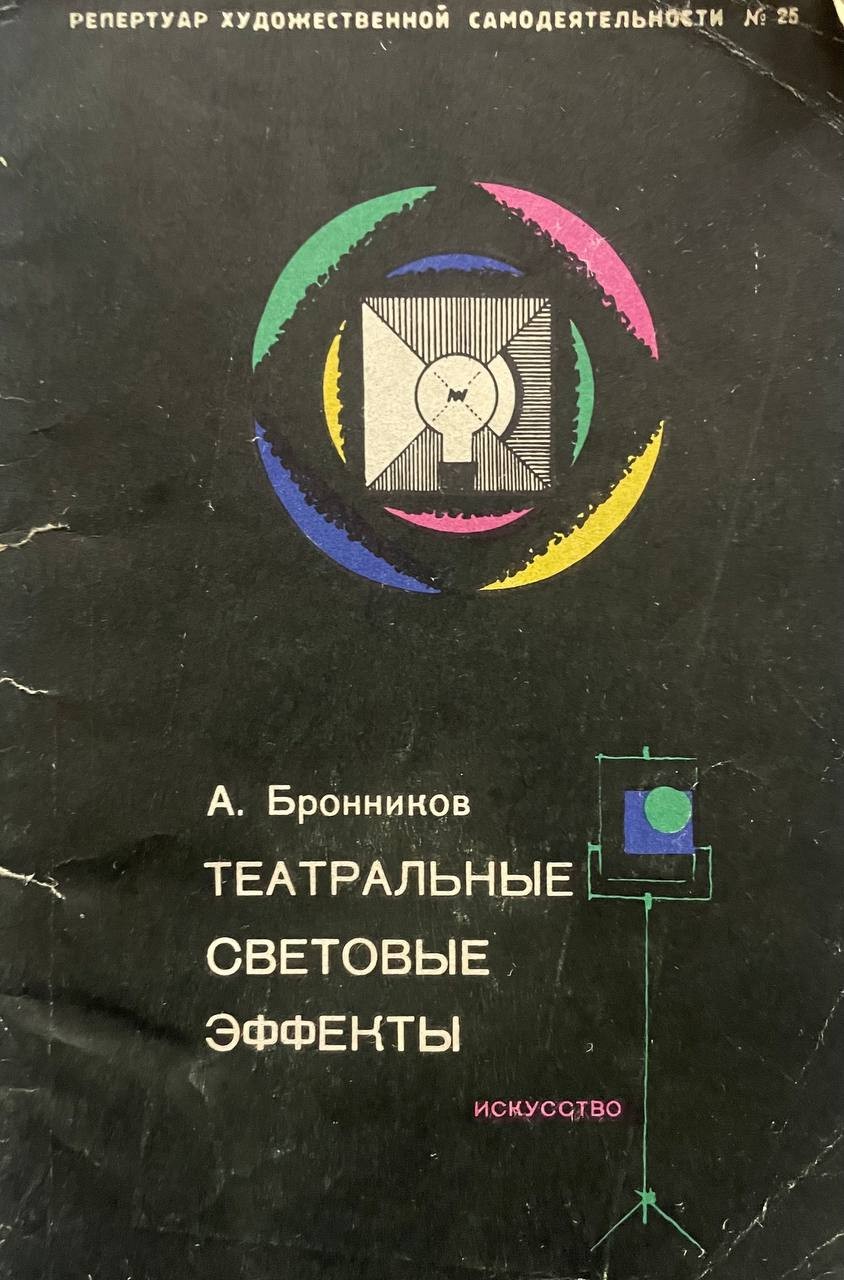 РЕПЕРТУАР ХУДОЖЕСТВЕННОЙ САМОДЕЯТЕЛЬНОСТИ № 25
А. Бронников
ТЕАТРАЛЬНЫЕ
СВЕТОВЫЕ
ЭФФЕКТЫ
ИСКУССТВО